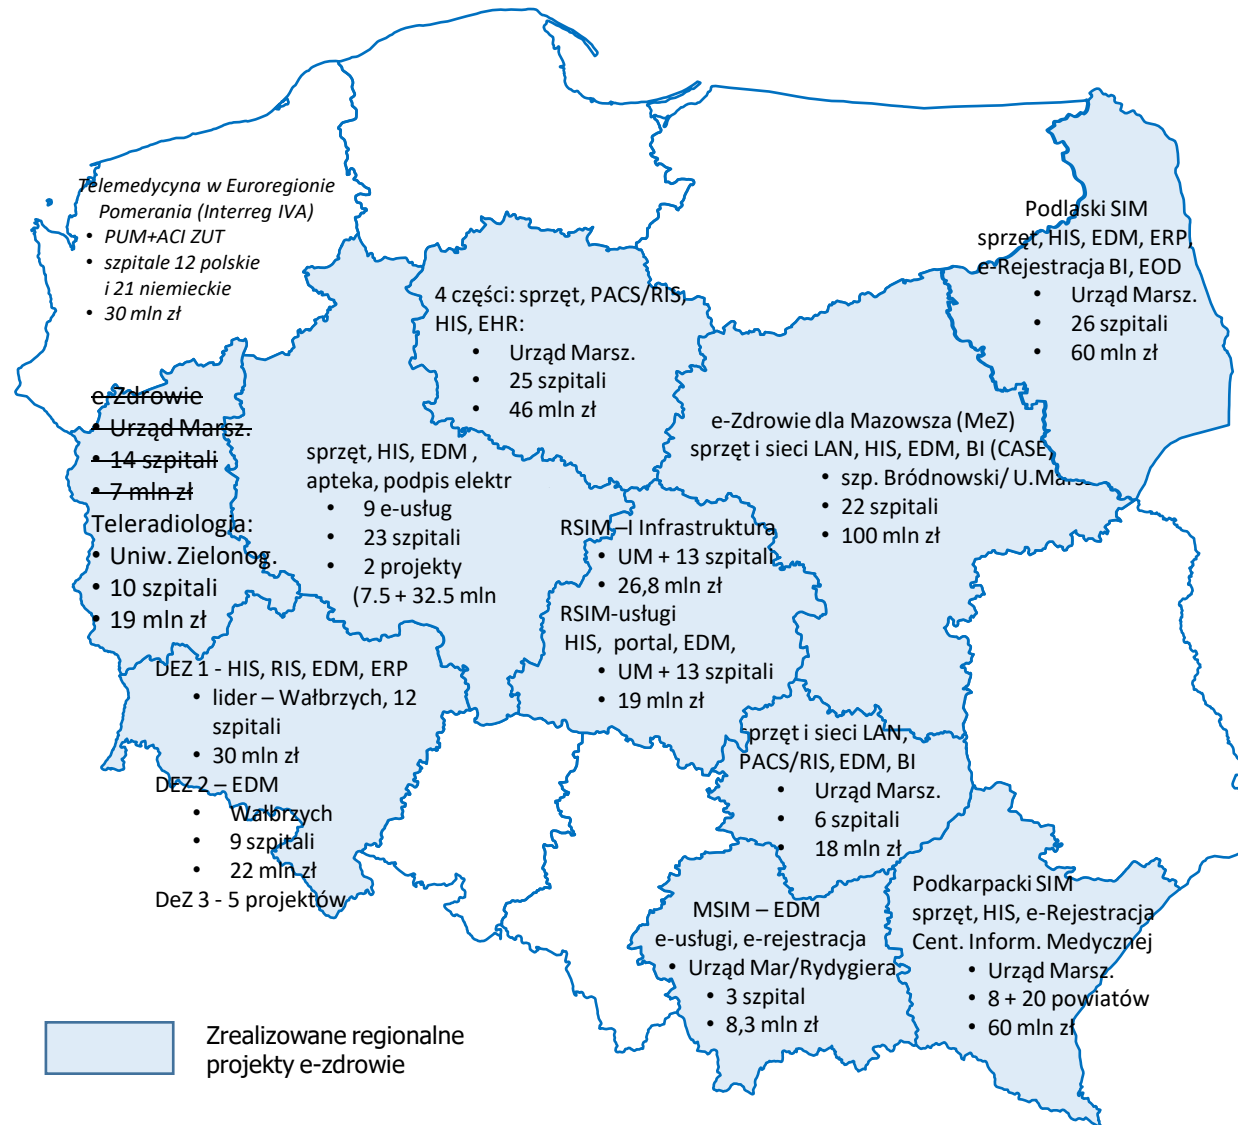 Telemedycyna w Euroregionie
Pomerania (Interreg IVA)
• PUM+ACI ZUT
• szpitale 12 polskie
i 21 niemieckie
• 30 mln zł
4 części: sprzęt, PACS/RIS,
HIS, EHR:
• Urząd Marsz.
• 25 szpitali
• 46 mln zł
Podlaski SIM
sprzęt, HIS, EDM, ERP,
e-Rejestracja BI, EOD
• Urząd Marsz.
• 26 szpitali
• 60 mln zł
e-Zdrowie
• Urząd Marsz.
• 14 szpitali
• 7 mln zł
Teleradiologia:
• Uniw. Zielonog.
• 10 szpitali
• 19 mln zł
sprzęt, HIS, EDM ,
apteka, podpis elektr
• 9 e-usług
• 23 szpitali
• 2 projekty
(7.5 + 32.5 mln
e-Zdrowie dla Mazowsza (MeZ)
sprzęt i sieci LAN, HIS, EDM, BI (CASE)
• szp. Bródnowski/ U.Marsz
• 22 szpitali
• 100 mln zł
RSIM –I Infrastruktura
• UM + 13 szpitali
• 26,8 mln zł
RSIM-usługi
HIS, portal, EDM,
• UM + 13 szpitali
• 19 mln zł
DEZ 1 - HIS, RIS, EDM, ERP
• lider – Wałbrzych, 12
szpitali
• 30 mln zł
DEZ 2 – EDM
• Wałbrzych
• 9 szpitali
• 22 mln zł
DeZ 3 - 5 projektów
sprzęt i sieci LAN,
PACS/RIS, EDM, BI
• Urząd Marsz.
• 6 szpitali
• 18 mln zł
MSIM – EDM
e-usługi, e-rejestracja
• Urząd Mar/Rydygiera
• 3 szpital
• 8,3 mln zł
Podkarpacki SIM
sprzęt, HIS, e-Rejestracja
Cent. Inform. Medycznej
• Urząd Marsz.
• 8 + 20 powiatów
• 60 mln zł
Zrealizowane regionalne
projekty e-zdrowie